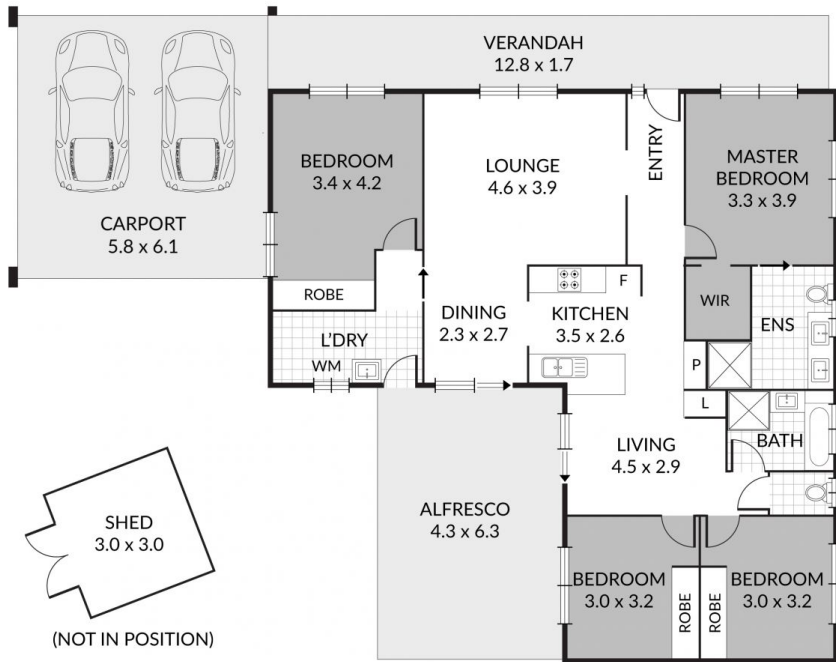 VERANDAH
12.8 x 1.7
CARPORT
5.8 x 6.1
BEDROOM
3.4 x 4.2
ROBE
LOUNGE
4.6 x 3.9
ENTRY
MASTER
BEDROOM
3.3 x 3.9
WIR
ENS
DINING
2.3 x 2.7
KITCHEN
3.5 x 2.6
F
P
L
L'DRY
WM
BATH
LIVING
4.5 x 2.9
ALFRESCO
4.3 x 6.3
BEDROOM
3.0 x 3.2
ROBE
ROBE
BEDROOM
3.0 x 3.2
SHED
3.0 x 3.0
(NOT IN POSITION)